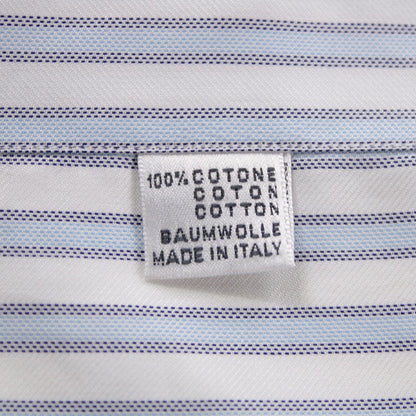 100% COTONE
COTON
COTTON
BAUMWOLLE
MADE IN ITALY